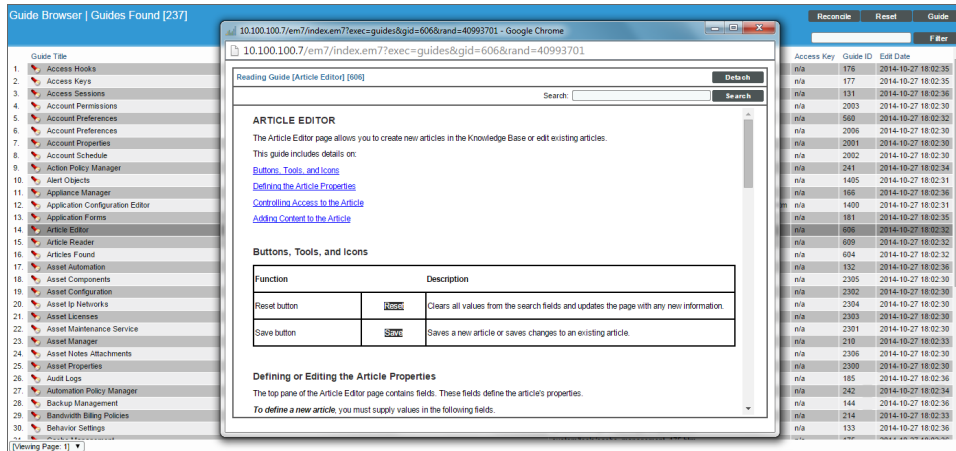 Guide Browser | Guides Found [237]
Reconcile Reset Guide
Filter
10.100.100.7/em7/index.em7?exec=guides&gid=606&rand=40993701 - Google Chrome
10.100.100.7/em7/index.em7?exec=guides&gid=606&rand=40993701
Reading Guide [Article Editor] [606] Detach
Search: Search
ARTICLE EDITOR
The Article Editor page allows you to create new articles in the Knowledge Base or edit existing articles.
This guide includes details on:
Buttons, Tools, and Icons
Defining the Article Properties
Controlling Access to the Article
Adding Content to the Article
Buttons, Tools, and Icons
Function Description
Reset button Reset Clears all values from the search fields and updates the page with any new information.
Save button Save Saves a new article or saves changes to an existing article.
Defining or Editing the Article Properties
The top pane of the Article Editor page contains fields. These fields define the article's properties.
To define a new article, you must supply values in the following fields.
Guide Title Access Key Guide ID Edit Date
1. Access Hooks n/a 176 2014-10-27 18:02:35
2. Access Keys n/a 177 2014-10-27 18:02:35
3. Access Sessions n/a 131 2014-10-27 18:02:36
4. Account Permissions n/a 2003 2014-10-27 18:02:30
5. Account Preferences n/a 560 2014-10-27 18:02:32
6. Account Preferences n/a 2006 2014-10-27 18:02:30
7. Account Properties n/a 2001 2014-10-27 18:02:30
8. Account Schedule n/a 2002 2014-10-27 18:02:30
9. Action Policy Manager n/a 241 2014-10-27 18:02:34
10. Alert Objects n/a 1405 2014-10-27 18:02:31
11. Appliance Manager n/a 166 2014-10-27 18:02:36
12. Application Configuration Editor n/a 1400 2014-10-27 18:02:31
13. Application Forms n/a 181 2014-10-27 18:02:35
14. Article Editor n/a 606 2014-10-27 18:02:32
15. Article Reader n/a 609 2014-10-27 18:02:32
16. Articles Found n/a 604 2014-10-27 18:02:32
17. Asset Automation n/a 132 2014-10-27 18:02:36
18. Asset Components n/a 2305 2014-10-27 18:02:30
19. Asset Configuration n/a 2302 2014-10-27 18:02:30
20. Asset Ip Networks n/a 2304 2014-10-27 18:02:30
21. Asset Licenses n/a 2303 2014-10-27 18:02:30
22. Asset Maintenance Service n/a 2301 2014-10-27 18:02:30
23. Asset Manager n/a 210 2014-10-27 18:02:33
24. Asset Notes Attachments n/a 2306 2014-10-27 18:02:30
25. Asset Properties n/a 2300 2014-10-27 18:02:30
26. Audit Logs n/a 185 2014-10-27 18:02:36
27. Automation Policy Manager n/a 242 2014-10-27 18:02:34
28. Backup Management n/a 144 2014-10-27 18:02:36
29. Bandwidth Billing Policies n/a 214 2014-10-27 18:02:33
30. Behavior Settings n/a 133 2014-10-27 18:02:36
[Viewing Page: 1]